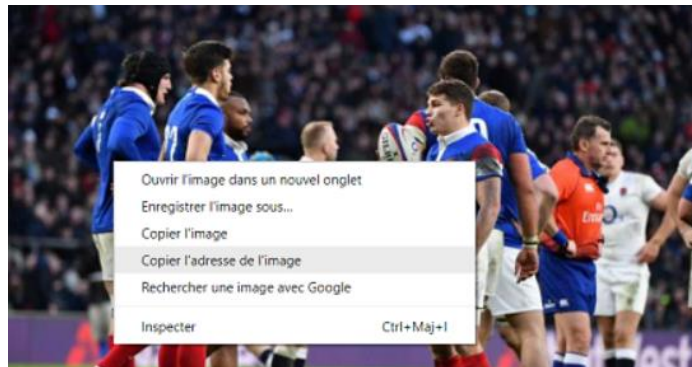 Ouvrir l'image dans un nouvel onglet
Enregistrer l'image sous...
Copier l'image
Copier l'adresse de l'image
Rechercher une image avec Google
Inspecter Ctrl+Maj+I